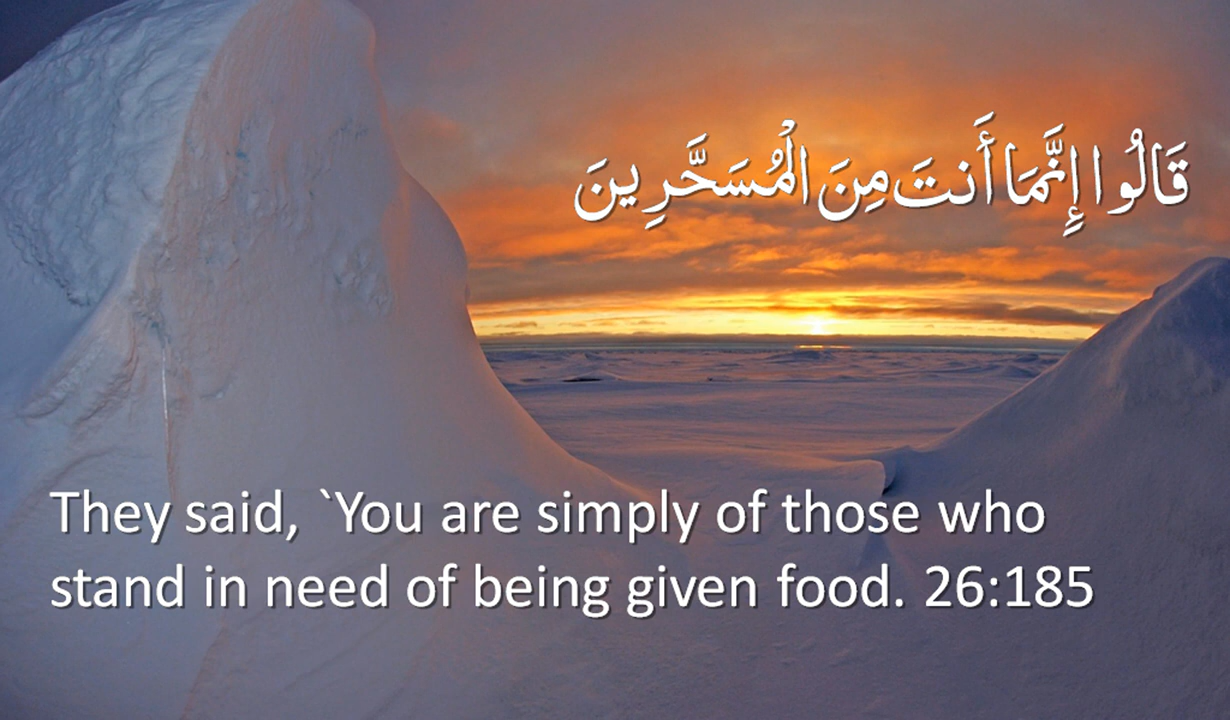 قَالُوا إِنَّمَا أَنتَ مِنَ الْمُسَحَّرِينَ
They said, `You are simply of those who
stand in need of being given food. 26:185